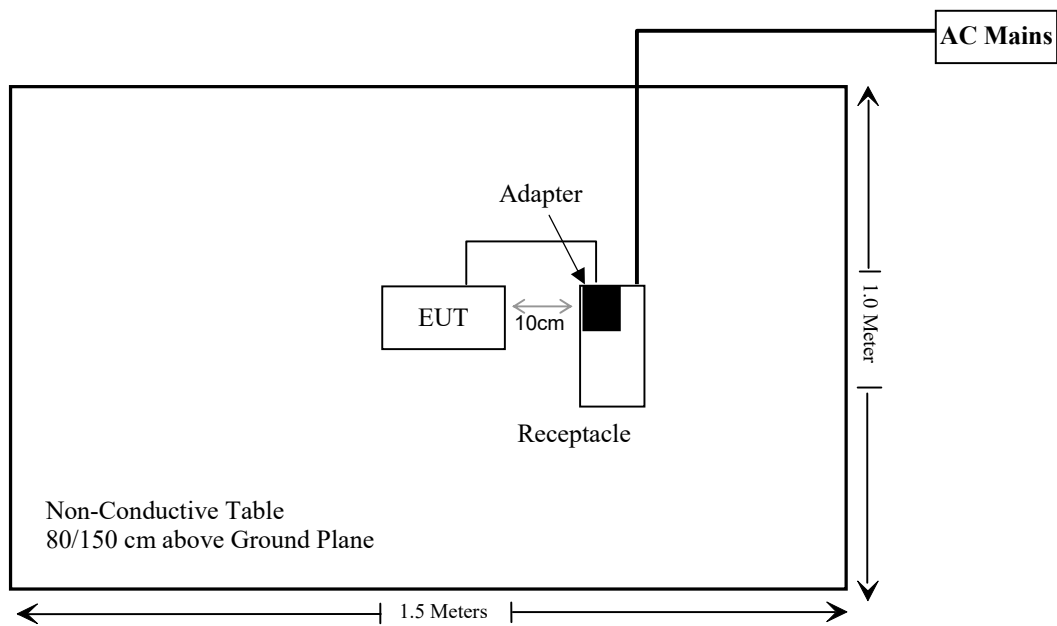 AC Mains
Adapter
EUT
10cm
1.0 Meter
Receptacle
Non-Conductive Table
80/150 cm above Ground Plane
1.5 Meters